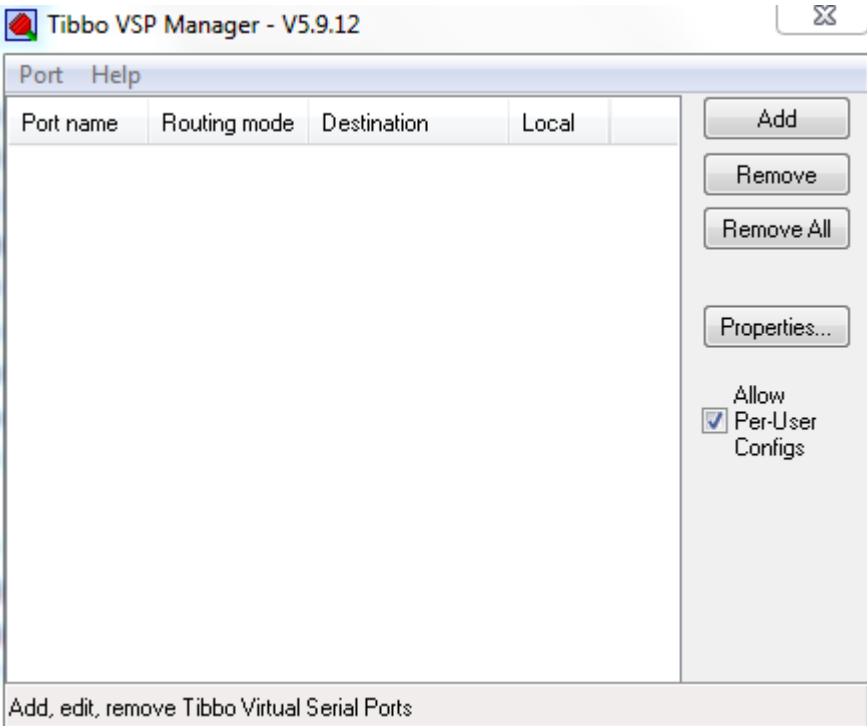 Tibbo VSP Manager - V5.9.12
Port Help
Port name Routing mode Destination Local
Add
Remove
Remove All
Properties...
Allow
Per-User
Configs
Add, edit, remove Tibbo Virtual Serial Ports